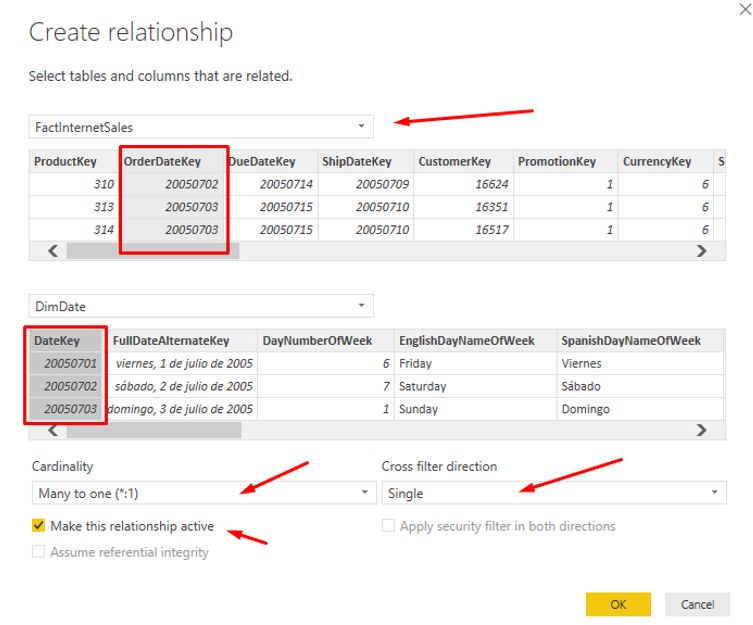 Create relationship
Select tables and columns that are related.
FactInternetSales
ProductKey OrderDateKey DueDateKey ShipDateKey CustomerKey PromotionKey CurrencyKey S
310 20050702 20050714 20050709 16624 1 6
313 20050703 20050715 20050710 16351 1 6
314 20050703 20050715 20050710 16517 1 6
DimDate
DateKey FullDateAlternateKey DayNumberOfWeek EnglishDayNameOfWeek SpanishDayNameOfWeek
20050701 viernes, 1 de julio de 2005 6 Friday Viernes
20050702 sábado, 2 de julio de 2005 7 Saturday Sábado
20050703 domingo, 3 de julio de 2005 1 Sunday Domingo
Cardinality Cross filter direction
Many to one (*:1) Single
Make this relationship active Apply security filter in both directions
Assume referential integrity
OK Cancel